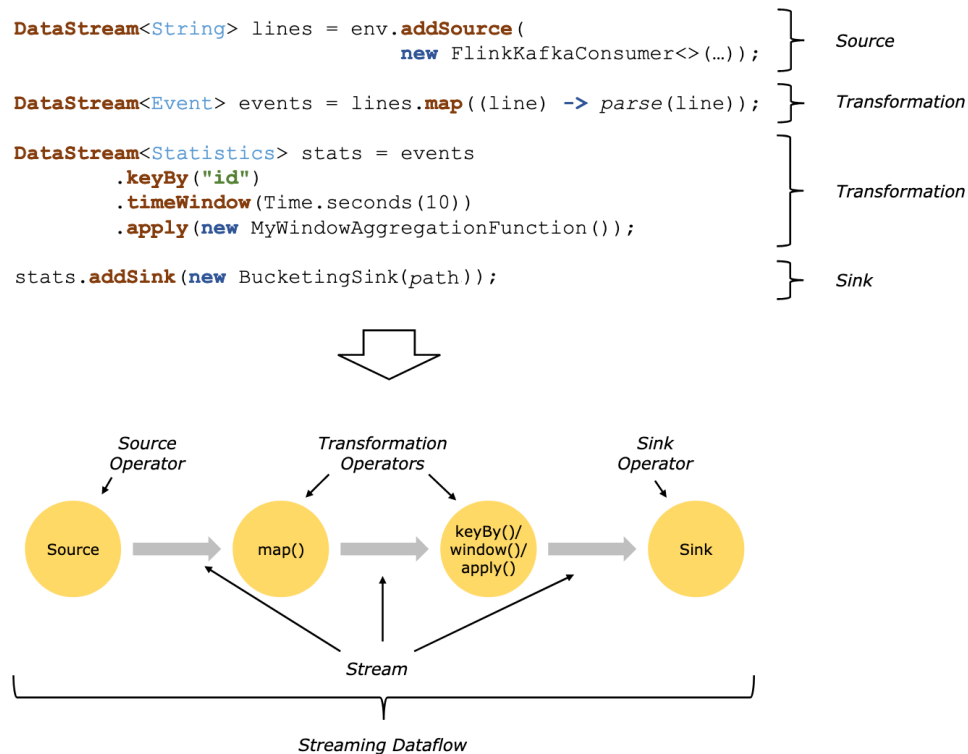 DataStream<String> lines = env.addSource(
new FlinkKafkaConsumer<>(…));
Source
DataStream<Event> events = lines.map((line) -> parse(line));
Transformation
DataStream<Statistics> stats = events
.keyBy("id")
.timeWindow(Time.seconds(10))
.apply(new MyWindowAggregationFunction());
Transformation
stats.addSink(new BucketingSink(path));
Sink
Source
Operator
Transformation
Operators
Sink
Operator
Source
map()
keyBy()/
window()/
apply()
Sink
Stream
Streaming Dataflow